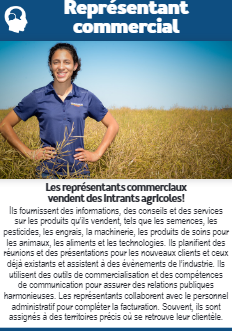 Représentant
commercial
Les représentants commerciaux
vendent des intrants agricoles!
Ils fournissent des informations, des conseils et des services
sur les produits qu'ils vendent, tels que les semences, les
pesticides, les engrais, la machinerie, les produits de soins pour
les animaux, les aliments et les technologies. Ils planifient des
réunions et des présentations pour les nouveaux clients et ceux
déjà existants et assistent à des évènements de l'industrie. Ils
utilisent des outils de commercialisation et des compétences
de communication pour assurer des relations publiques
harmonieuses. Les représentants collaborent avec le personnel
administratif pour compléter la facturation. Souvent, ils sont
assignés à des territoires précis où se retrouve leur clientèle.